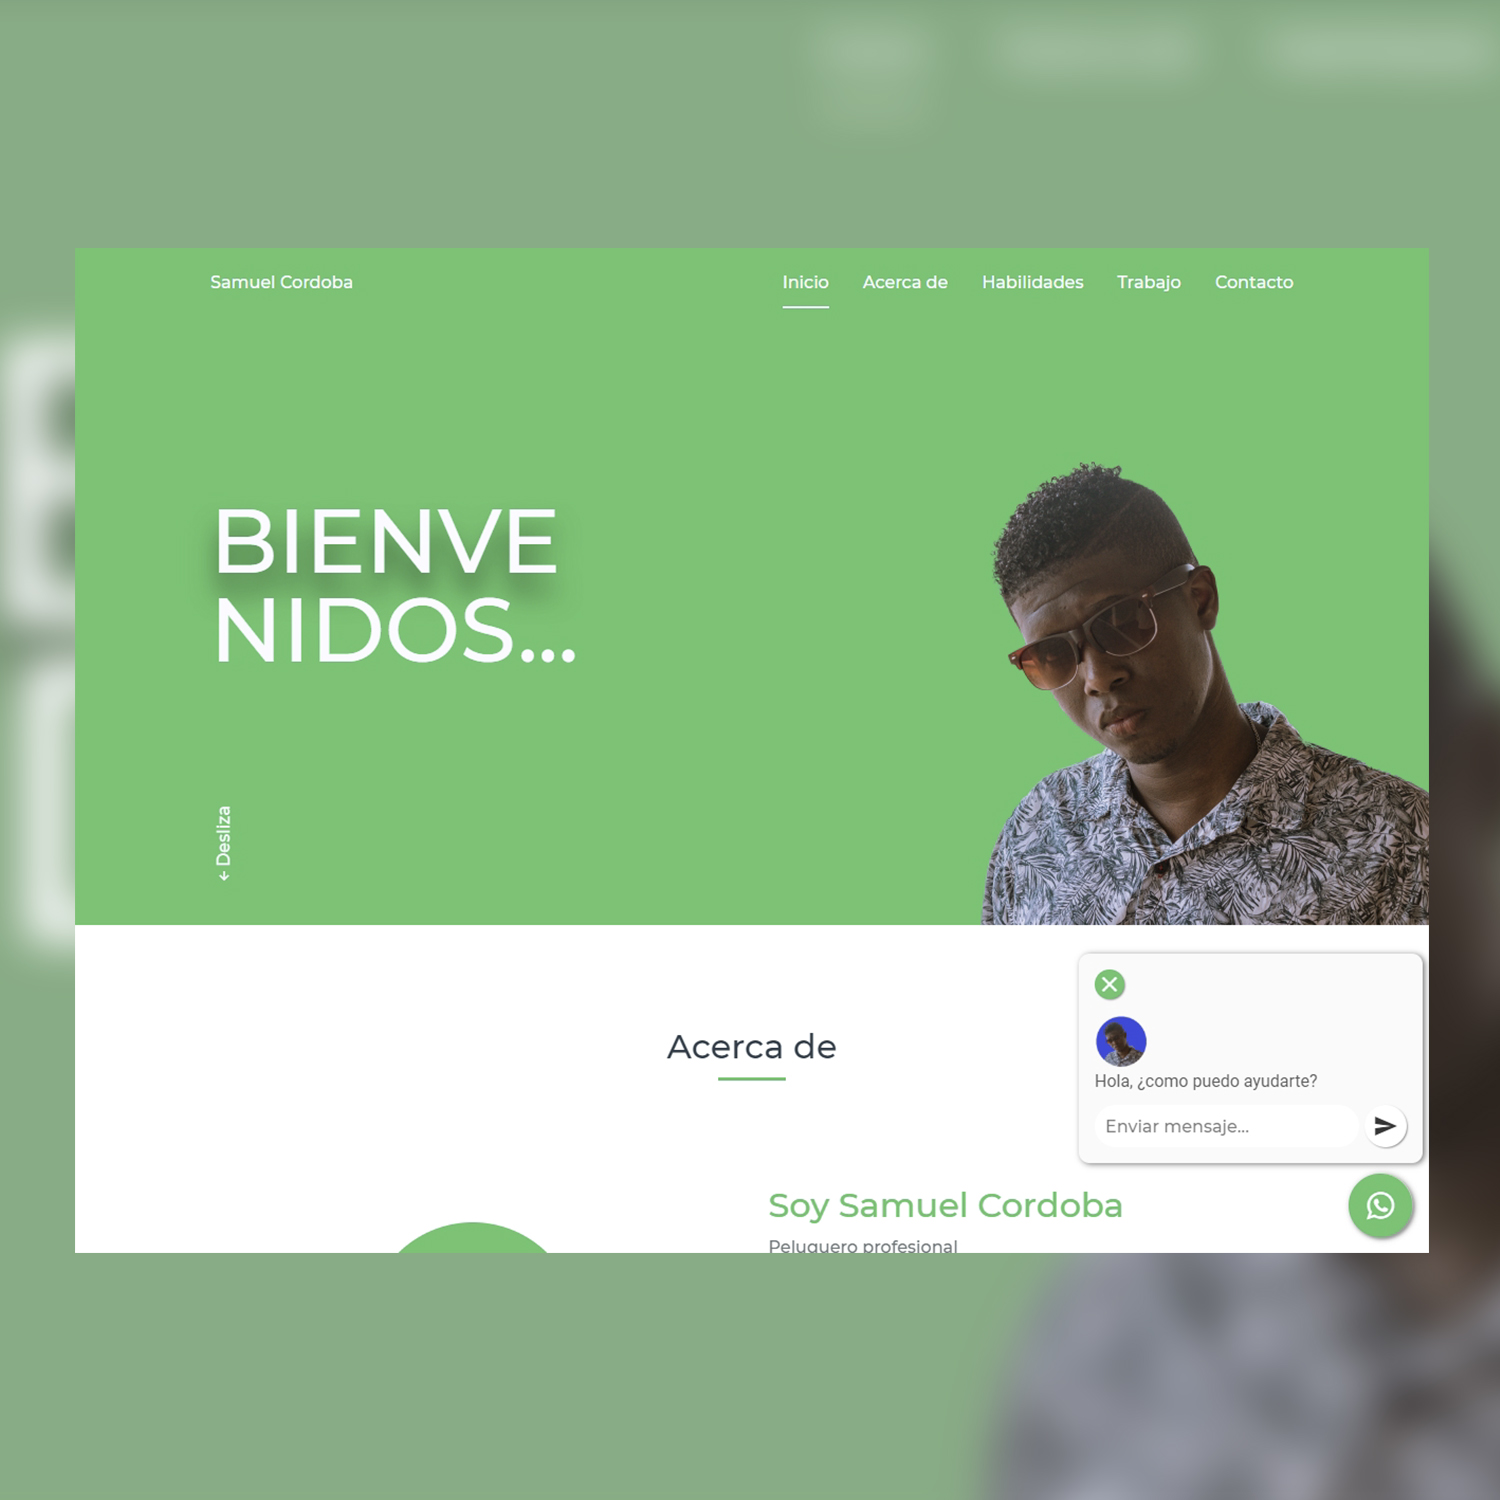 Samuel Cordoba
Inicio Acerca de Habilidades Trabajo Contacto
BIENVE
NIDOS...
← Desliza
Acerca de
Hola, ¿como puedo ayudarte?
Enviar mensaje...
Soy Samuel Cordoba
Peluquero profesional